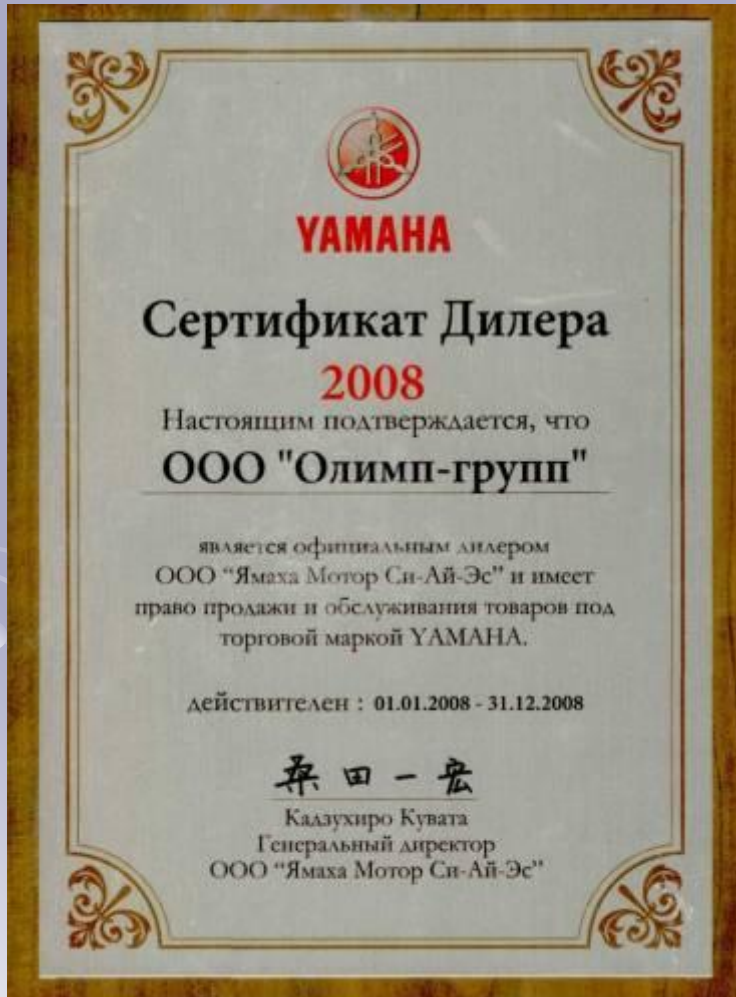 YAMAHA
Сертификат Дилера
2008
Настоящим подтверждается, что
ООО "Олимп-групп"
является официальным дилером
ООО “Ямаха Мотор Си-Ай-Эс” и имеет
право продажи и обслуживания товаров под
торговой маркой YAMAHA.
действителен : 01.01.2008 - 31.12.2008
桑田一宏
Кадзухиро Кувата
Генеральный директор
ООО “Ямаха Мотор Си-Ай-Эс”